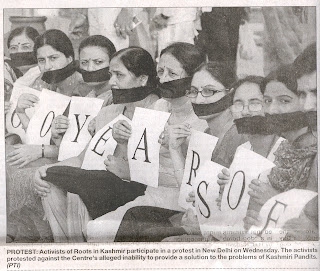 60 YEARS OF
PROTEST: Activists of Roots in Kashmir participate in a protest in New Delhi on Wednesday. The activists
protested against the Centre's alleged inability to provide a solution to the problems of Kashmiri Pandits.
(PTI)